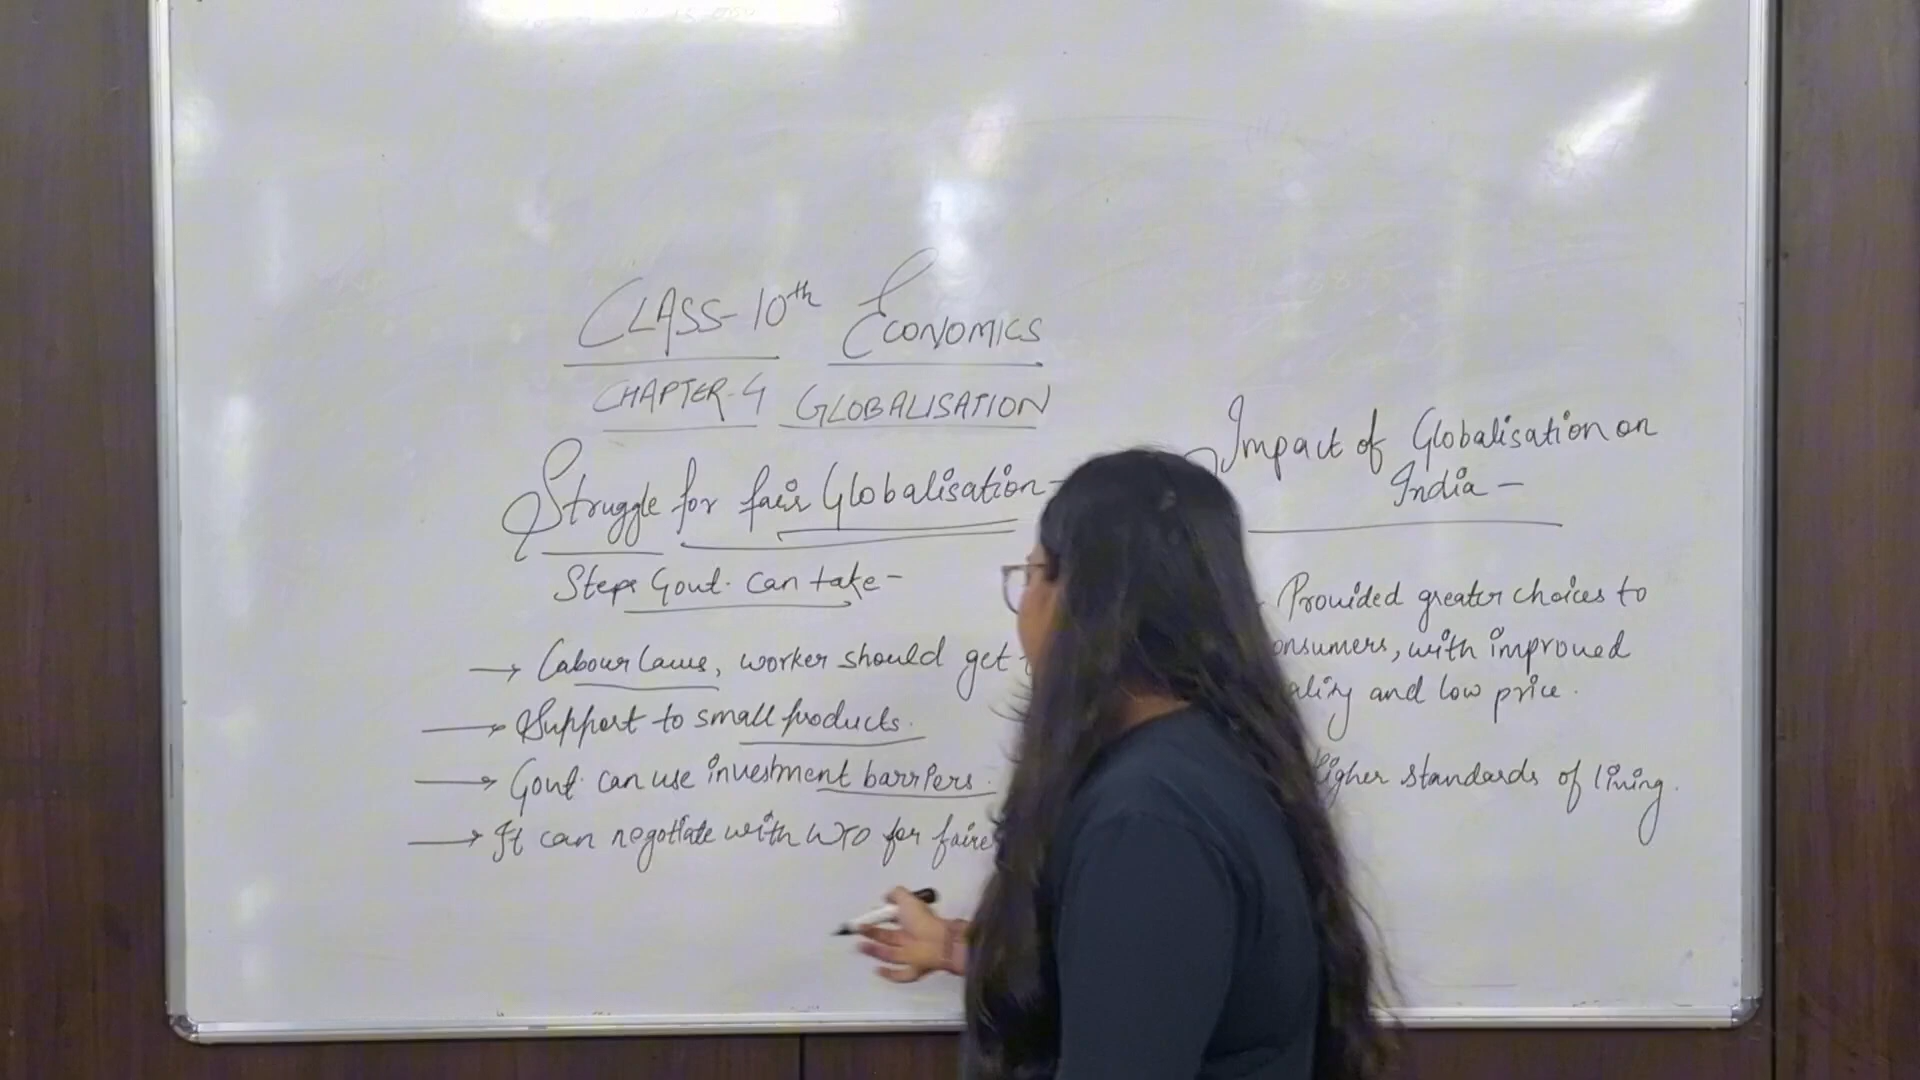 CLASS-10th ECONOMICS
CHAPTER-4 GLOBALISATION
Struggle for fair Globalisation-
Steps Govt. can take-
→ Labour laws, worker should get
→ Support to small products.
→ Govt. can use investment barriers.
→ It can negotiate with WTO for faire
Impact of Globalisation on
India-
Provided greater choices to
onsumers, with improved
ality and low price.
Higher standards of living.